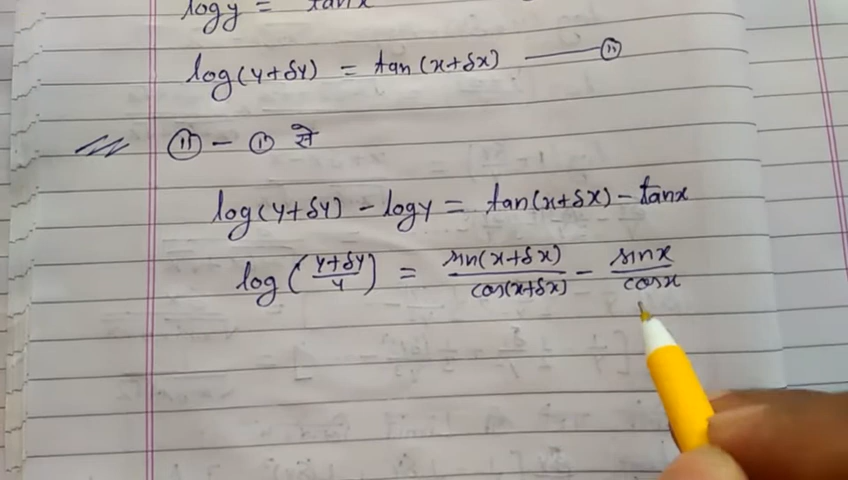 log y = tan x
log(y+δy) = tan(x+δx) —— (ii)
(ii) - (i) से
log(y+δy) - log y = tan(x+δx) - tan x
log((y+δy)/y) = sin(x+δx)/cos(x+δx) - sin x/cos x